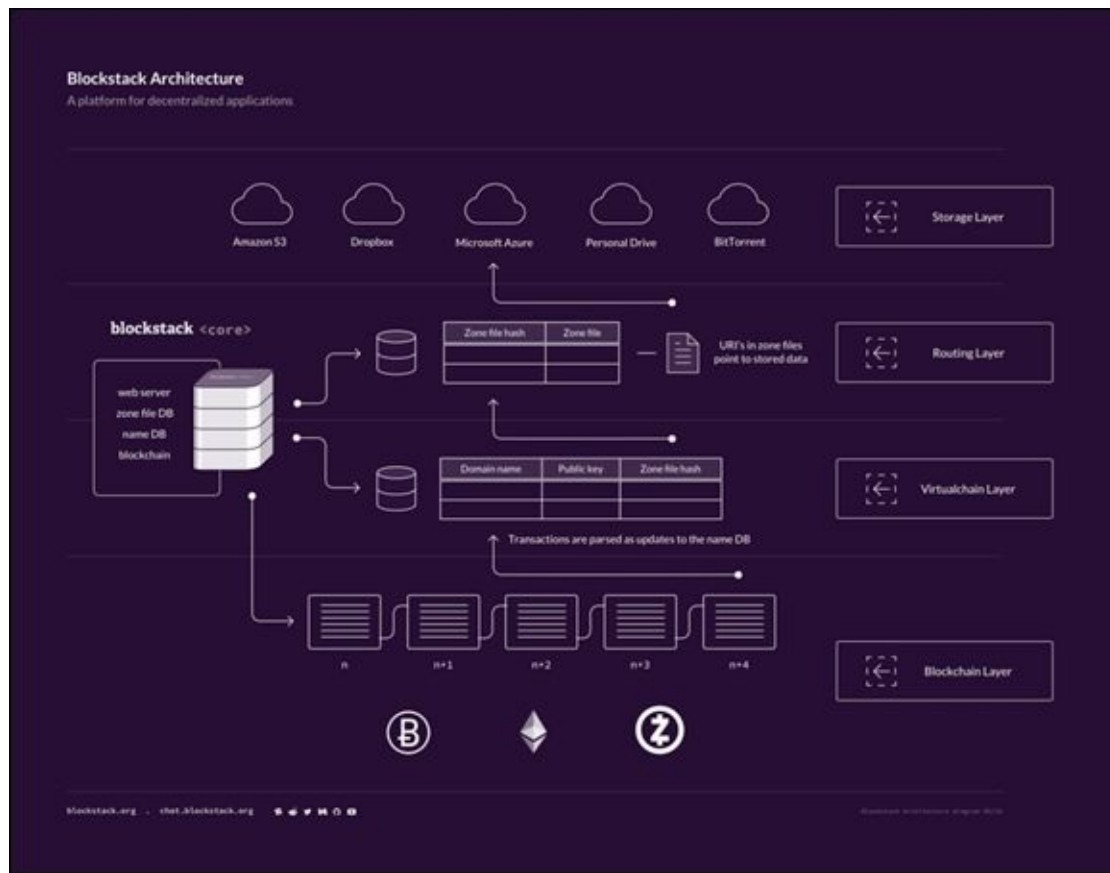 Blockstack Architecture
A platform for decentralized applications
Amazon S3
Dropbox
Microsoft Azure
Personal Drive
BitTorrent
Storage Layer
blockstack <core>
web server
zone file DB
name DB
blockchain
Zone file hash
Zone file
URI's in zone files
point to stored data
Routing Layer
Domain name
Public key
Zone file hash
Virtualchain Layer
Transactions are parsed as updates to the name DB
n
n+1
n+2
n+3
n+4
Blockchain Layer
blockstack.org . chat.blockstack.org